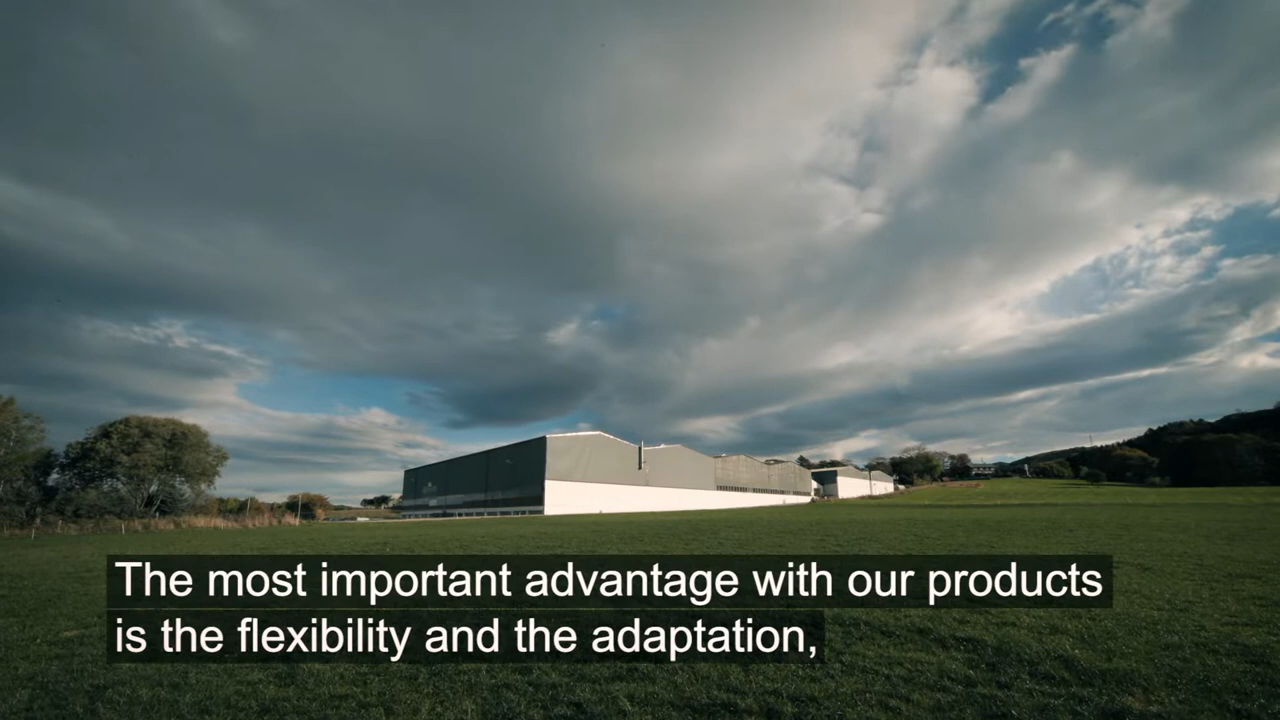 The most important advantage with our products
is the flexibility and the adaptation,